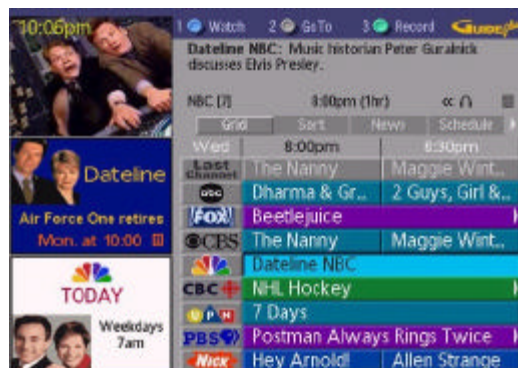 10:06pm
1 Watch 2 GoTo 3 Record GUIDE
Dateline NBC: Music historian Peter Guralnick
discusses Elvis Presley.
NBC [7] 8:00pm (1hr)
Grid Sort News Schedule
Wed 8:00pm 8:30pm
Last Channel The Nanny Maggie Wint..
abc Dharma & Gr.. 2 Guys, Girl &..
FOX Beetlejuice
CBS The Nanny Maggie Wint..
Dateline NBC
CBC NHL Hockey
UPN 7 Days
PBS Postman Always Rings Twice
NICK Hey Arnold! Allen Strange
Dateline
Air Force One retires
Mon. at 10:00
TODAY
Weekdays
7am